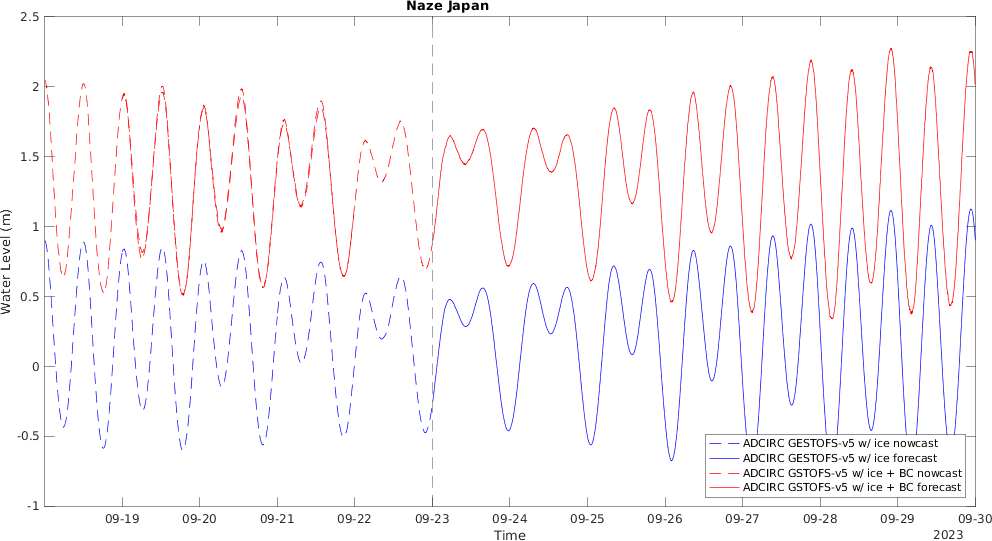 Naze Japan
2.5
2
1.5
1
0.5
0
-0.5
-1
Water Level (m)
ADCIRC GESTOFS-v5 w/ ice nowcast
ADCIRC GESTOFS-v5 w/ ice forecast
ADCIRC GSTOFS-v5 w/ ice + BC nowcast
ADCIRC GSTOFS-v5 w/ ice + BC forecast
09-19 09-20 09-21 09-22 09-23 09-24 09-25 09-26 09-27 09-28 09-29 09-30
Time
2023